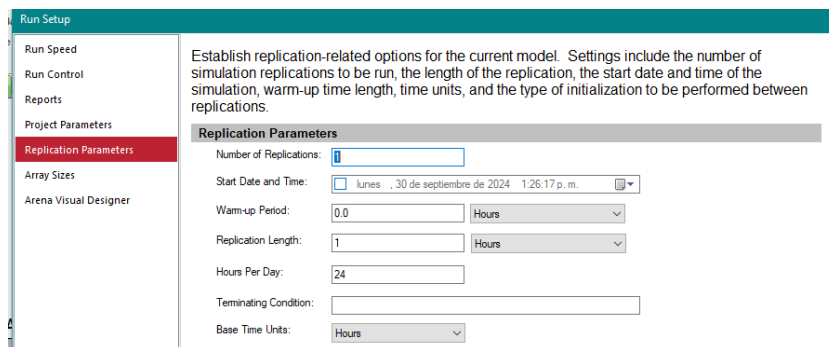 Run Setup
Run Speed
Run Control
Reports
Project Parameters
Replication Parameters
Array Sizes
Arena Visual Designer
Establish replication-related options for the current model. Settings include the number of
simulation replications to be run, the length of the replication, the start date and time of the
simulation, warm-up time length, time units, and the type of initialization to be performed between
replications.
Replication Parameters
Number of Replications: 1
Start Date and Time: lunes , 30 de septiembre de 2024 1:26:17 p. m.
Warm-up Period: 0.0 Hours
Replication Length: 1 Hours
Hours Per Day: 24
Terminating Condition:
Base Time Units: Hours